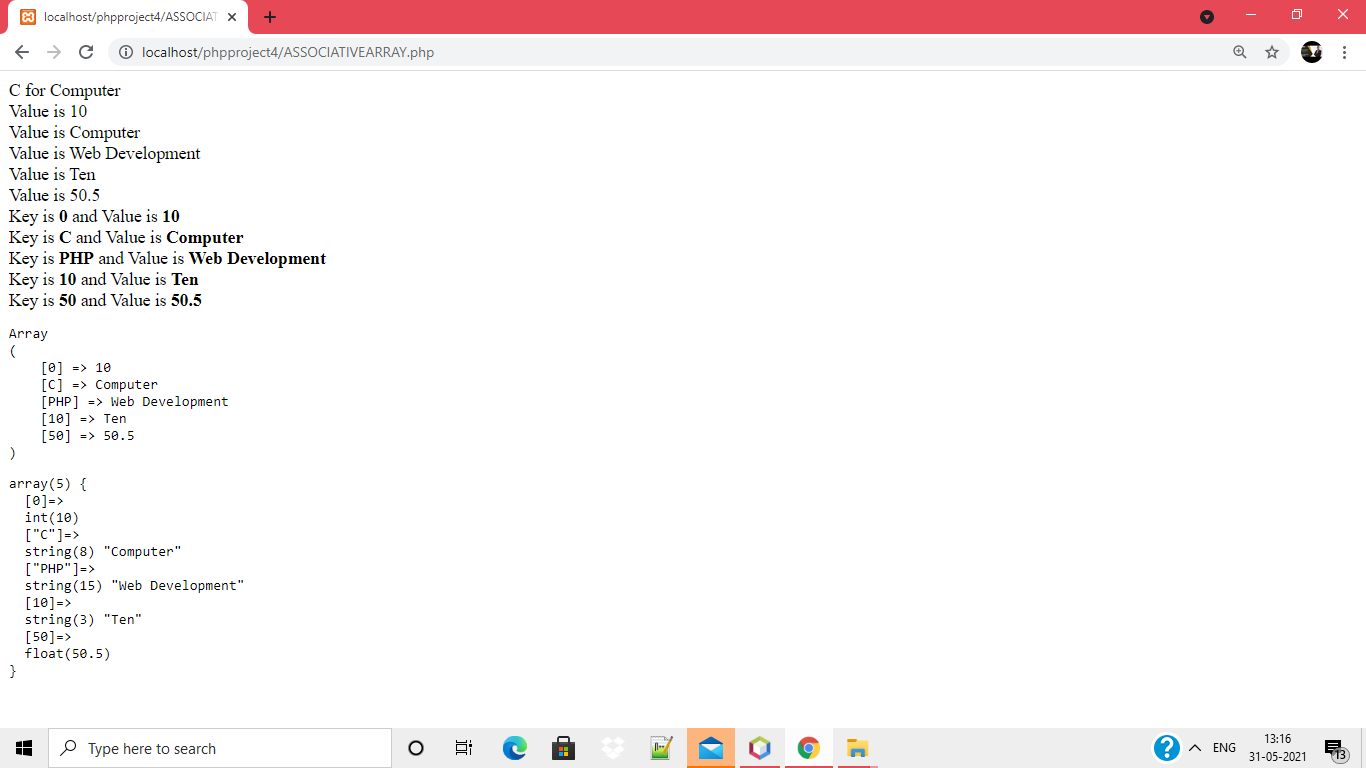 localhost/phpproject4/ASSOCIAT
localhost/phpproject4/ASSOCIATIVEARRAY.php
C for Computer
Value is 10
Value is Computer
Value is Web Development
Value is Ten
Value is 50.5
Key is 0 and Value is 10
Key is C and Value is Computer
Key is PHP and Value is Web Development
Key is 10 and Value is Ten
Key is 50 and Value is 50.5
Array
(
    [0] => 10
    [C] => Computer
    [PHP] => Web Development
    [10] => Ten
    [50] => 50.5
)
array(5) {
  [0]=>
  int(10)
  ["C"]=>
  string(8) "Computer"
  ["PHP"]=>
  string(15) "Web Development"
  [10]=>
  string(3) "Ten"
  [50]=>
  float(50.5)
}
Type here to search
ENG
13:16
31-05-2021
13